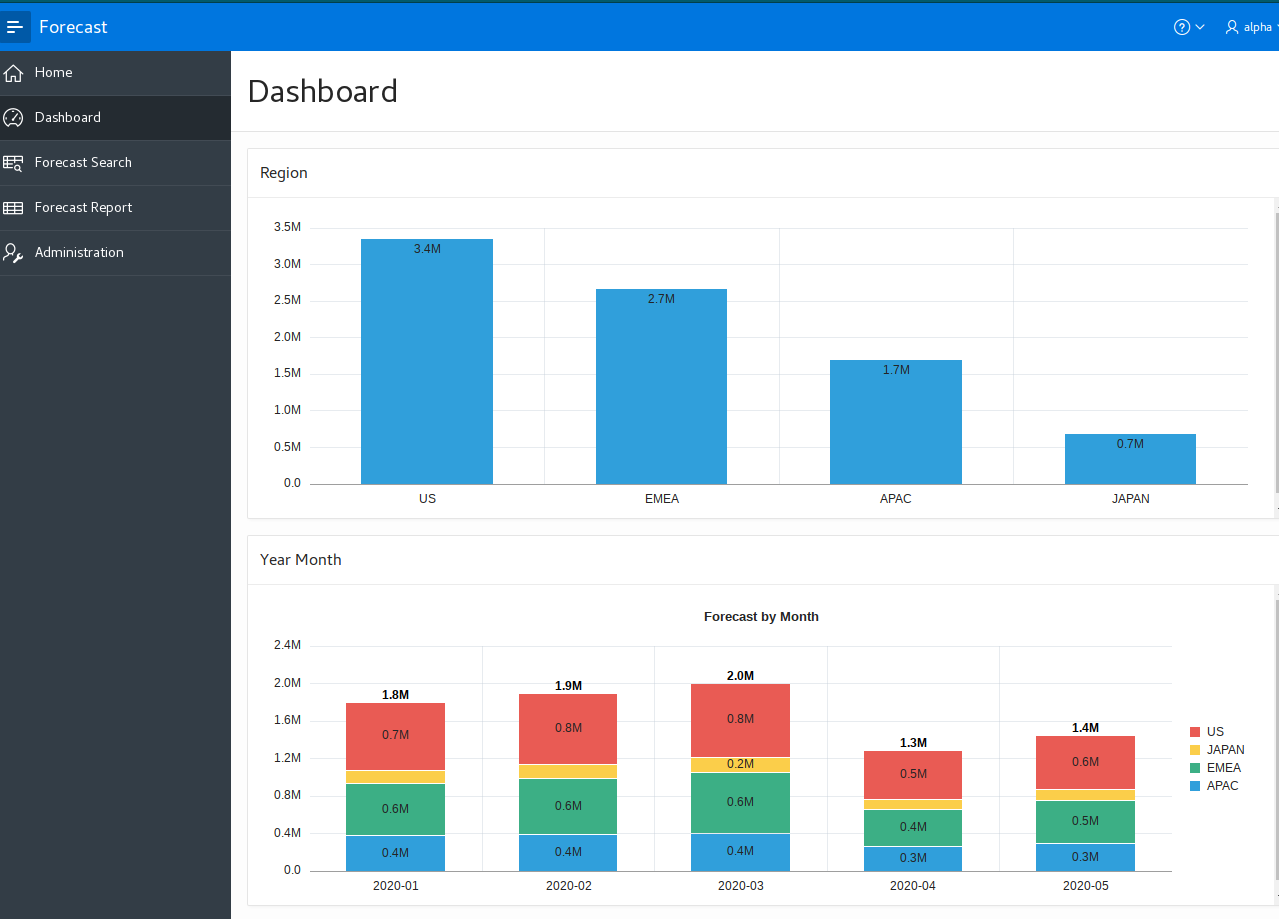 Forecast
alpha
Home
Dashboard
Forecast Search
Forecast Report
Administration
Dashboard
Region
3.5M
3.0M
2.5M
2.0M
1.5M
1.0M
0.5M
0.0
3.4M
2.7M
1.7M
0.7M
US EMEA APAC JAPAN
Year Month
Forecast by Month
2.4M
2.0M
1.6M
1.2M
0.8M
0.4M
0.0
1.8M 1.9M 2.0M 1.3M 1.4M
0.7M 0.8M 0.8M 0.5M 0.6M
0.2M
0.6M 0.6M 0.6M 0.4M 0.5M
0.4M 0.4M 0.4M 0.3M 0.3M
2020-01 2020-02 2020-03 2020-04 2020-05
US
JAPAN
EMEA
APAC